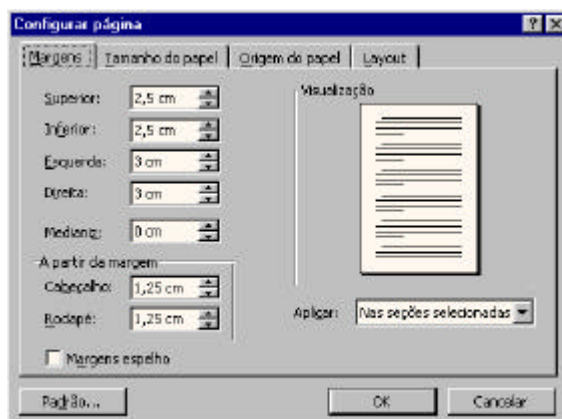 Configurar página
Margens Tamanho do papel Origem do papel Layout
Superior: 2,5 cm
Inferior: 2,5 cm
Esquerda: 3 cm
Direita: 3 cm
Medianiz: 0 cm
A partir da margem
Cabeçalho: 1,25 cm
Rodapé: 1,25 cm
Margens espelho
Visualização
Aplicar: Nas seções selecionadas
Padrão... OK Cancelar